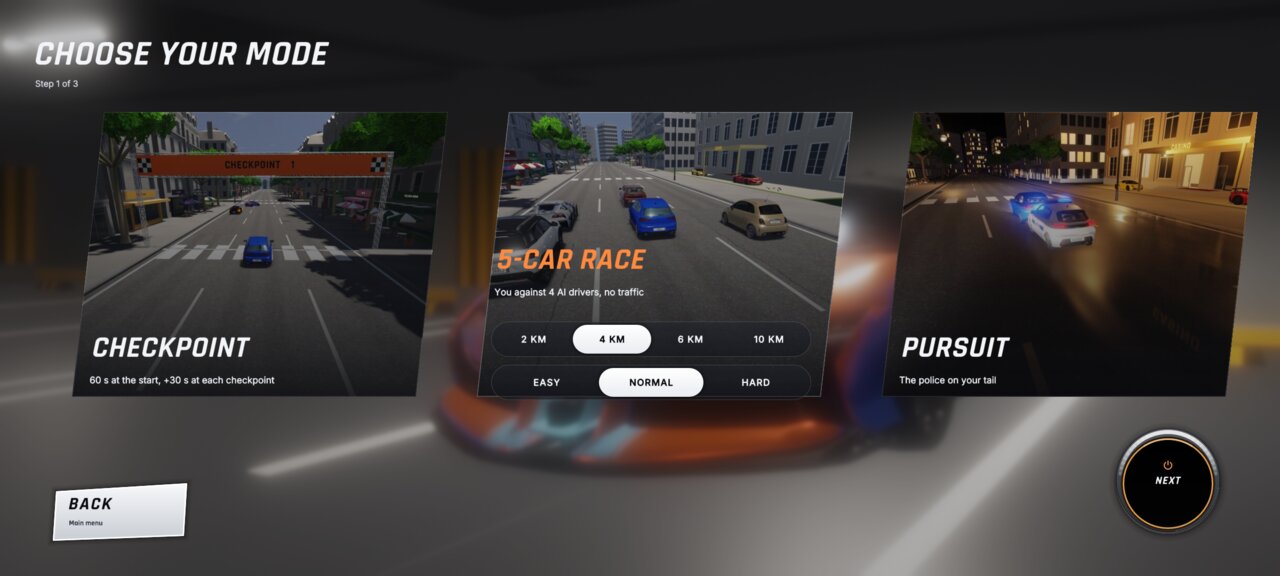 CHOOSE YOUR MODE
Step 1 of 3
CHECKPOINT 1
CHECKPOINT
60 s at the start, +30 s at each checkpoint
5-CAR RACE
You against 4 AI drivers, no traffic
2 KM
4 KM
6 KM
10 KM
EASY
NORMAL
HARD
CASINO
PURSUIT
The police on your tail
BACK
Main menu
NEXT